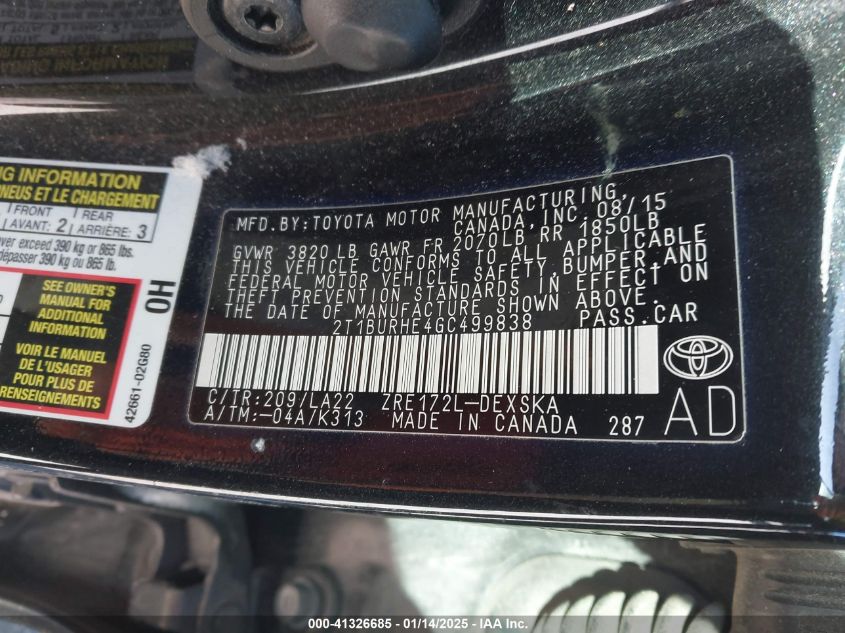 NG INFORMATION
RNEUS ET LE CHARGEMENT
FRONT
AVANT: 2
REAR
ARRIÈRE: 3
ver exceed 390 kg or 865 lbs.
dépasser 390 kg ou 865 lb.
SEE OWNER'S
MANUAL FOR
ADDITIONAL
INFORMATION
VOIR LE MANUEL
DE L'USAGER
POUR PLUS DE
RENSEIGNEMENTS
HO
42661-02G80
MFD.BY:TOYOTA MOTOR MANUFACTURING,
CANADA, INC. 08/15
GVWR 3820 LB GAWR FR 2070LB RR 1850LB
THIS VEHICLE CONFORMS TO ALL APPLICABLE
FEDERAL MOTOR VEHICLE SAFETY, BUMPER, AND
THEFT PREVENTION STANDARDS IN EFFECT ON
THE DATE OF MANUFACTURE SHOWN ABOVE.
2T1BURHE4GC499838 PASS.CAR
C/TR:209/LA22 ZRE172L-DEXSKA
A/TM:-04A/K313 MADE IN CANADA 287
AD
000-41326685 - 01/14/2025 - IAA Inc.